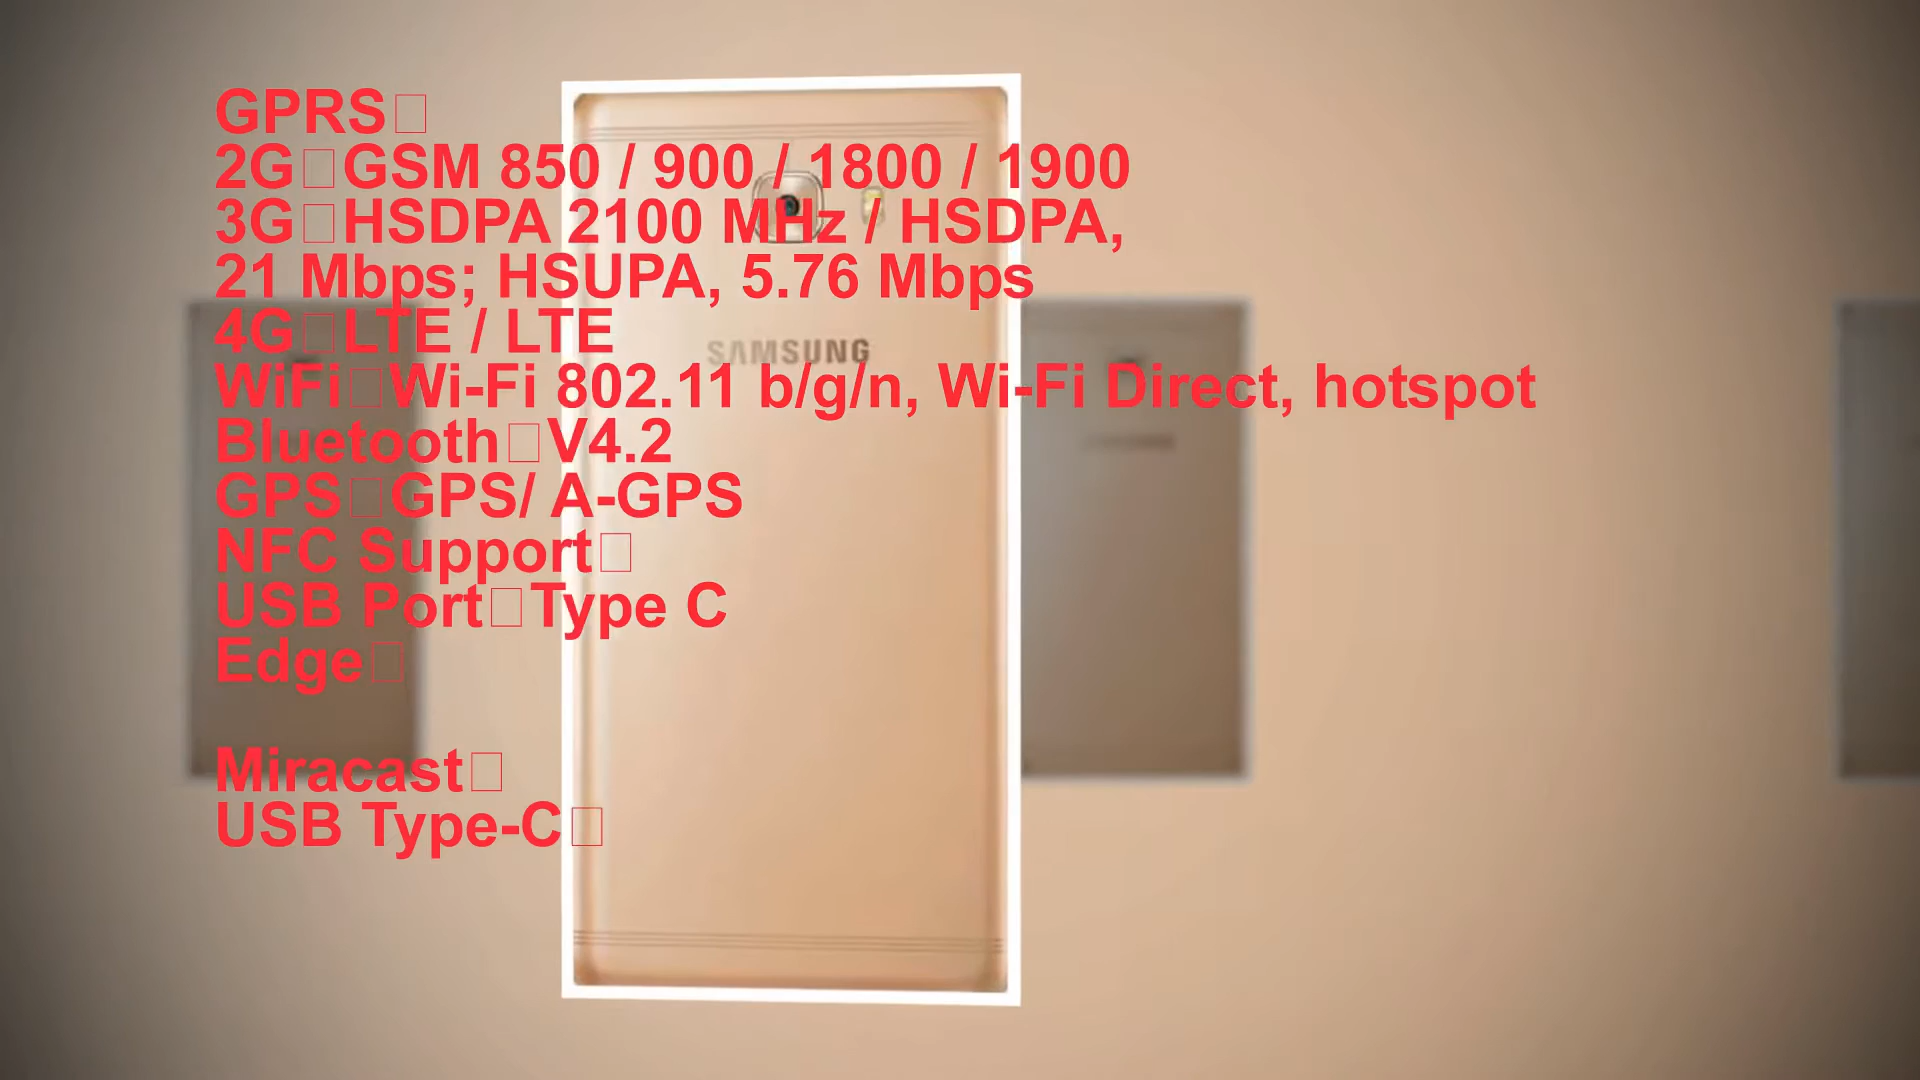 GPRS□
2G□GSM 850 / 900 / 1800 / 1900
3G□HSDPA 2100 MHz / HSDPA,
21 Mbps; HSUPA, 5.76 Mbps
4G□LTE / LTE
SAMSUNG
WiFi□Wi-Fi 802.11 b/g/n, Wi-Fi Direct, hotspot
Bluetooth□V4.2
GPS□GPS/ A-GPS
NFC Support□
USB Port□Type C
Edge□
Miracast□
USB Type-C□